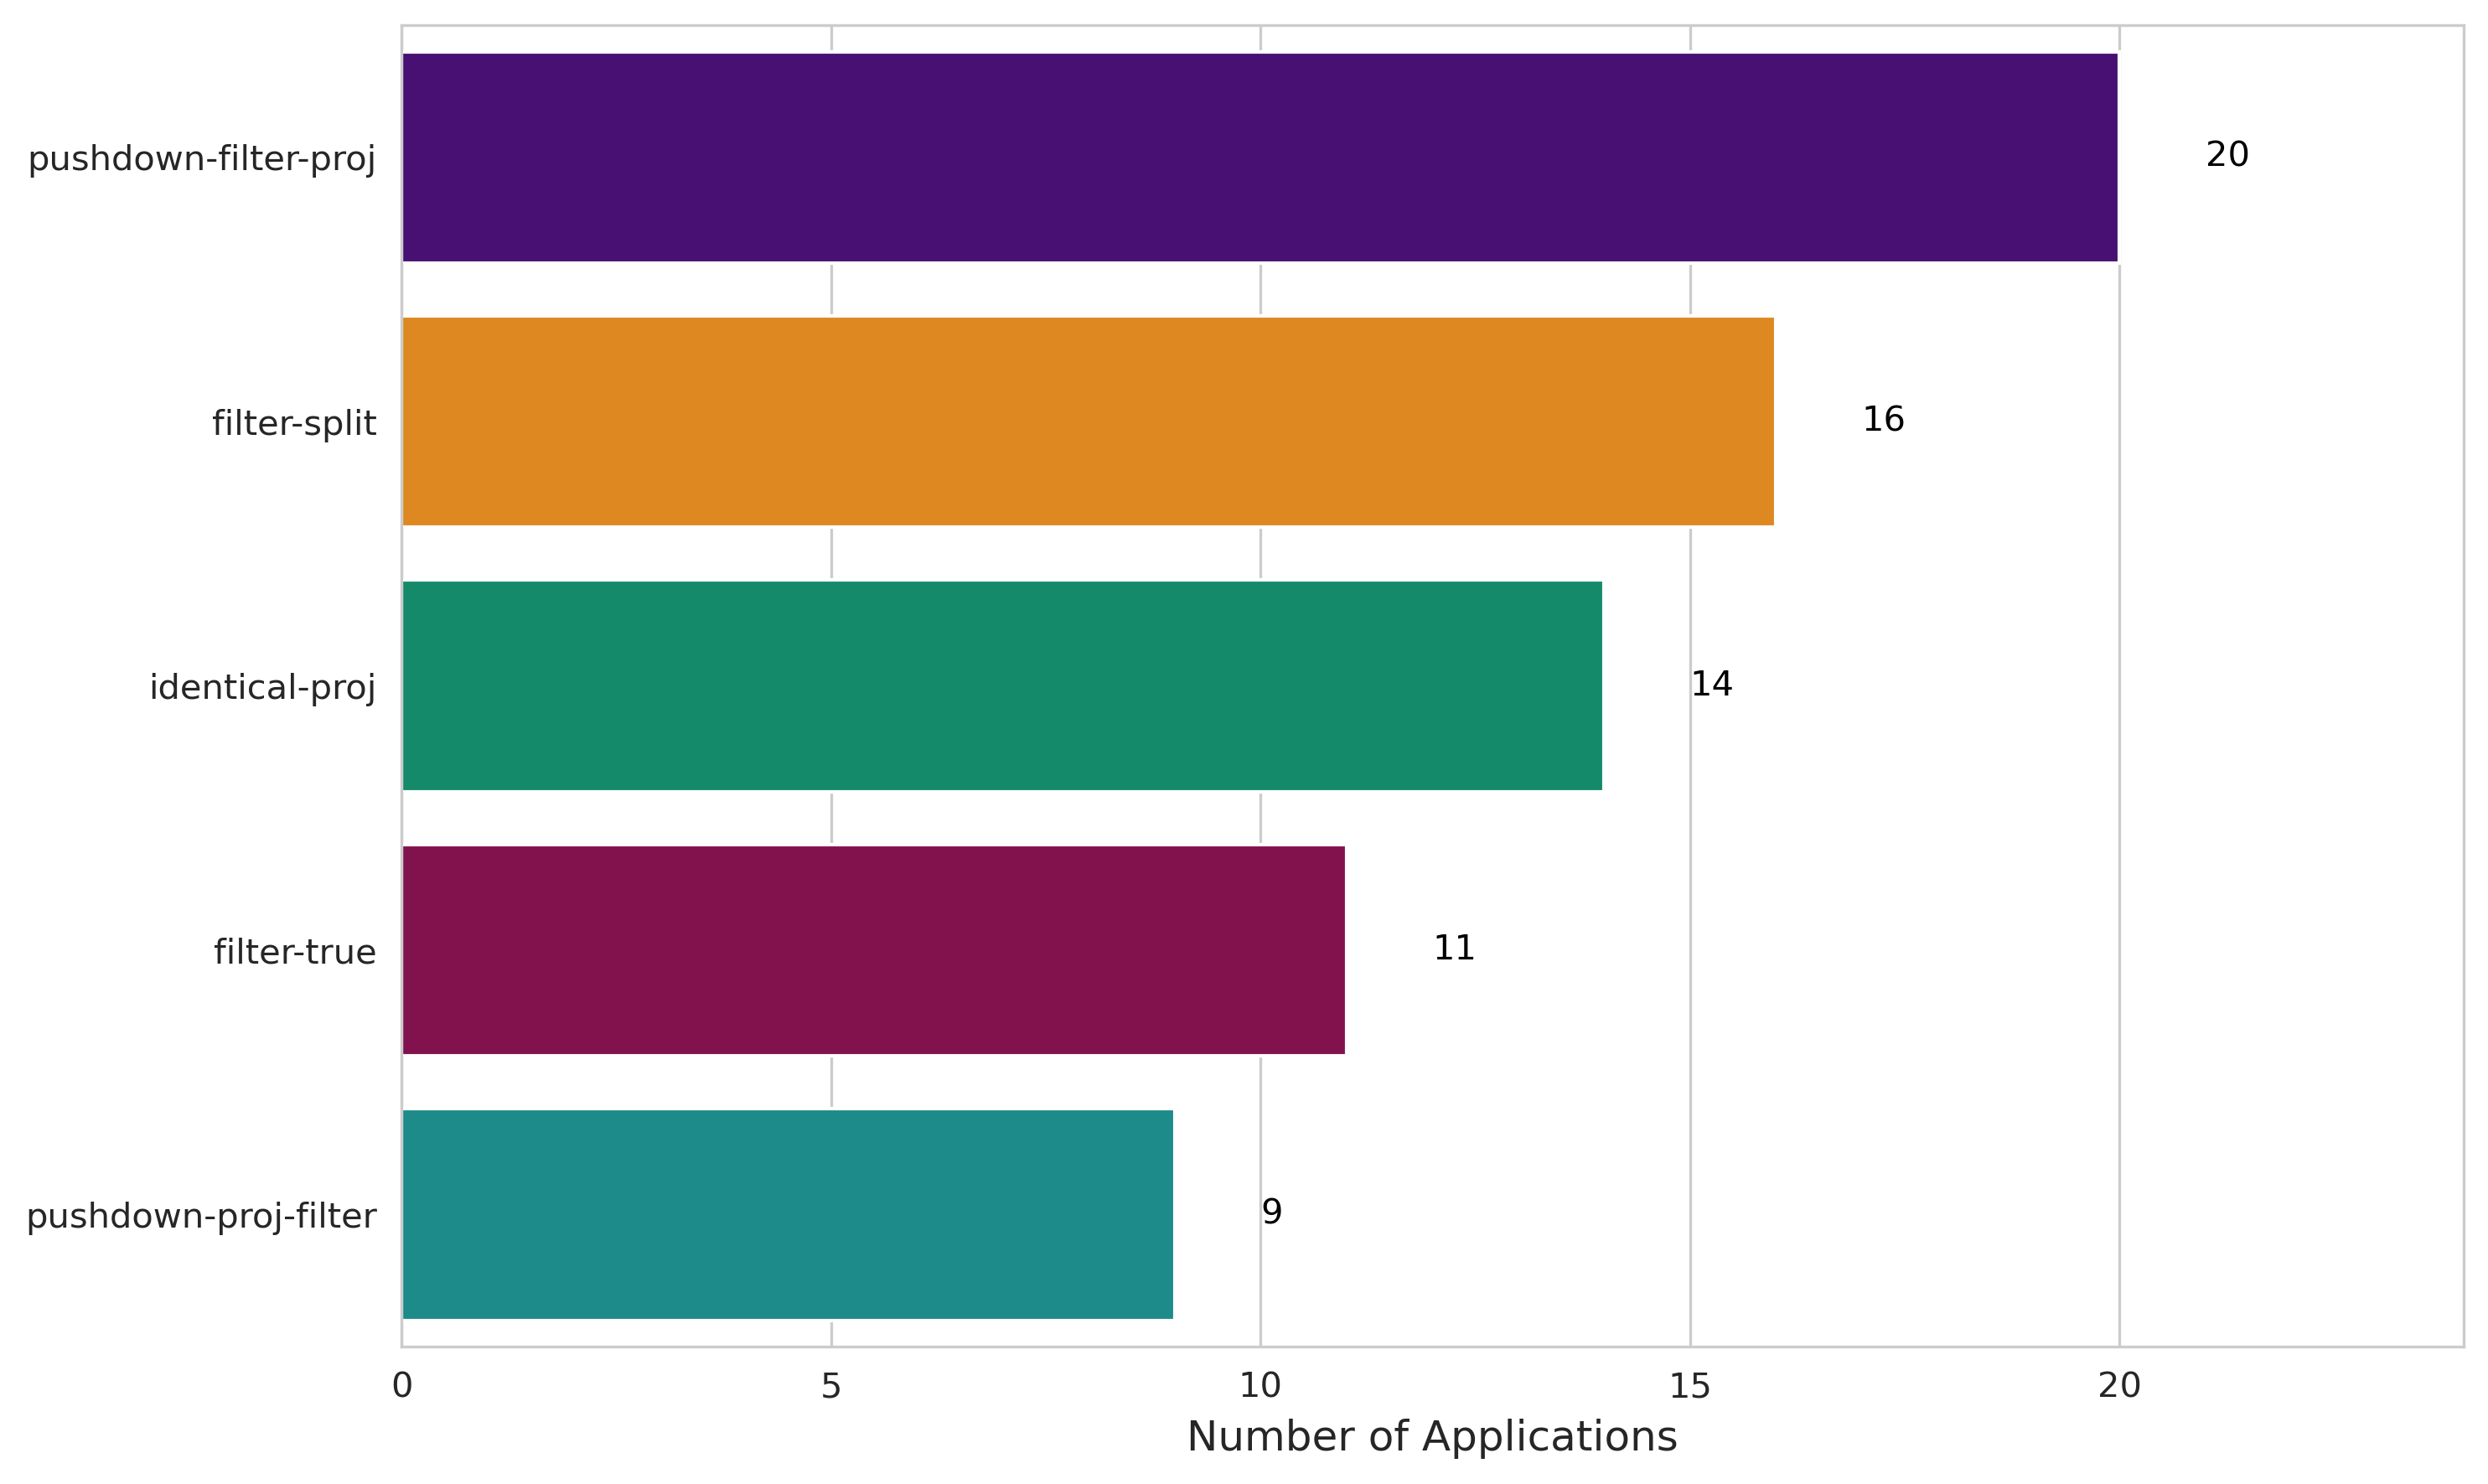 pushdown-filter-proj
20
filter-split
16
identical-proj
14
filter-true
11
pushdown-proj-filter
9
0 5 10 15 20
Number of Applications